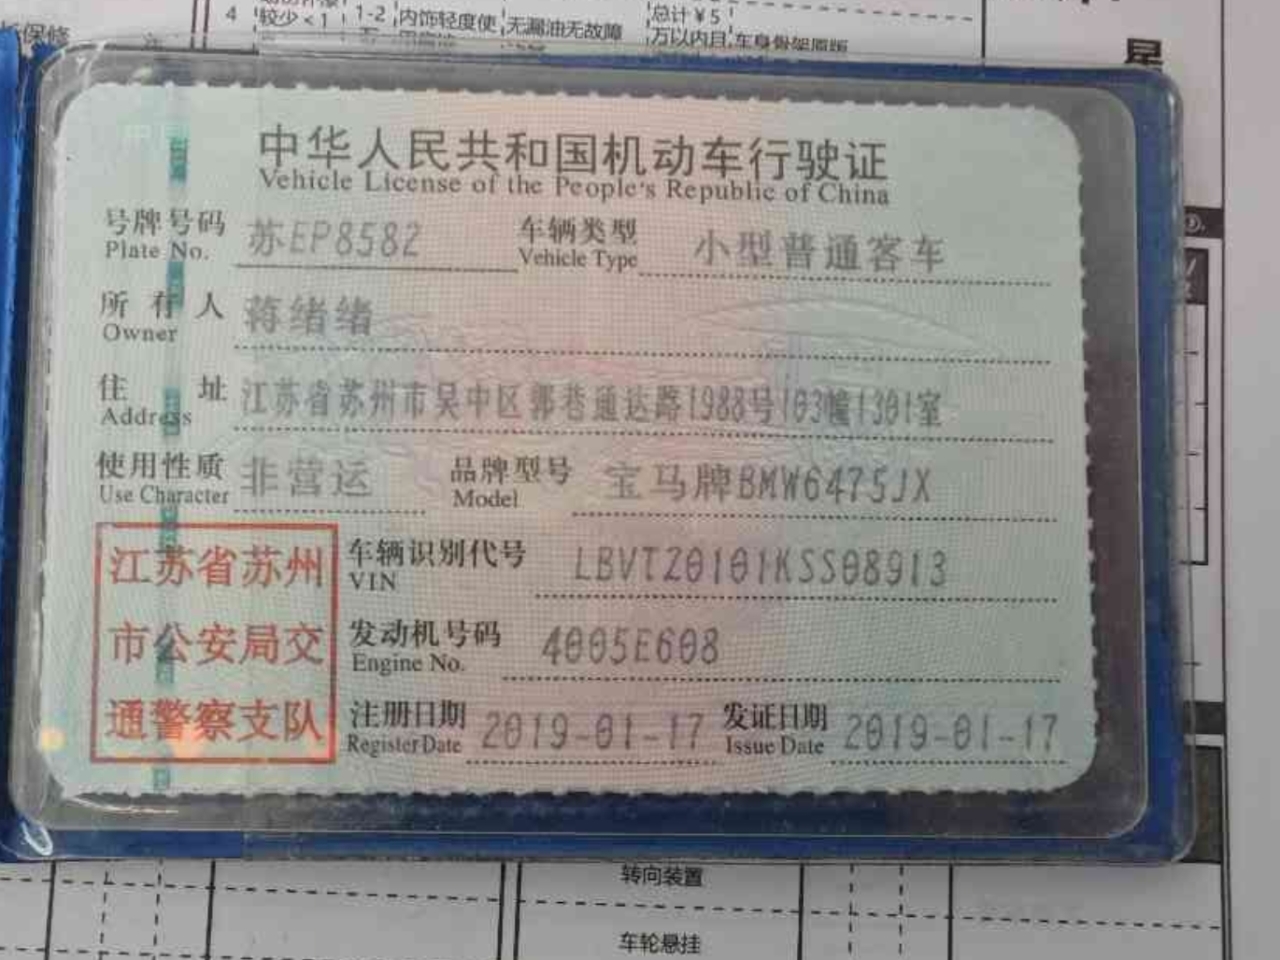 4 较少<1 1-2 内饰轻度使 无漏油无故障 总计¥5
万以内且 车身骨架原版
保修
中华人民共和国机动车行驶证
Vehicle License of the People's Republic of China
号牌号码 苏EP8582 车辆类型 小型普通客车
Plate No. Vehicle Type
所有人 蒋绪绪
Owner
住址 江苏省苏州市吴中区郭巷通达路1988号103幢1301室
Address
使用性质 非营运 品牌型号 宝马牌BMW6475JX
Use Character Model
江苏省苏州
市公安局交
通警察支队
车辆识别代号 LBVTZ0101KSS08913
VIN
发动机号码 4005E608
Engine No.
注册日期 2019-01-17 发证日期 2019-01-17
Register Date Issue Date
转向装置
车轮悬挂